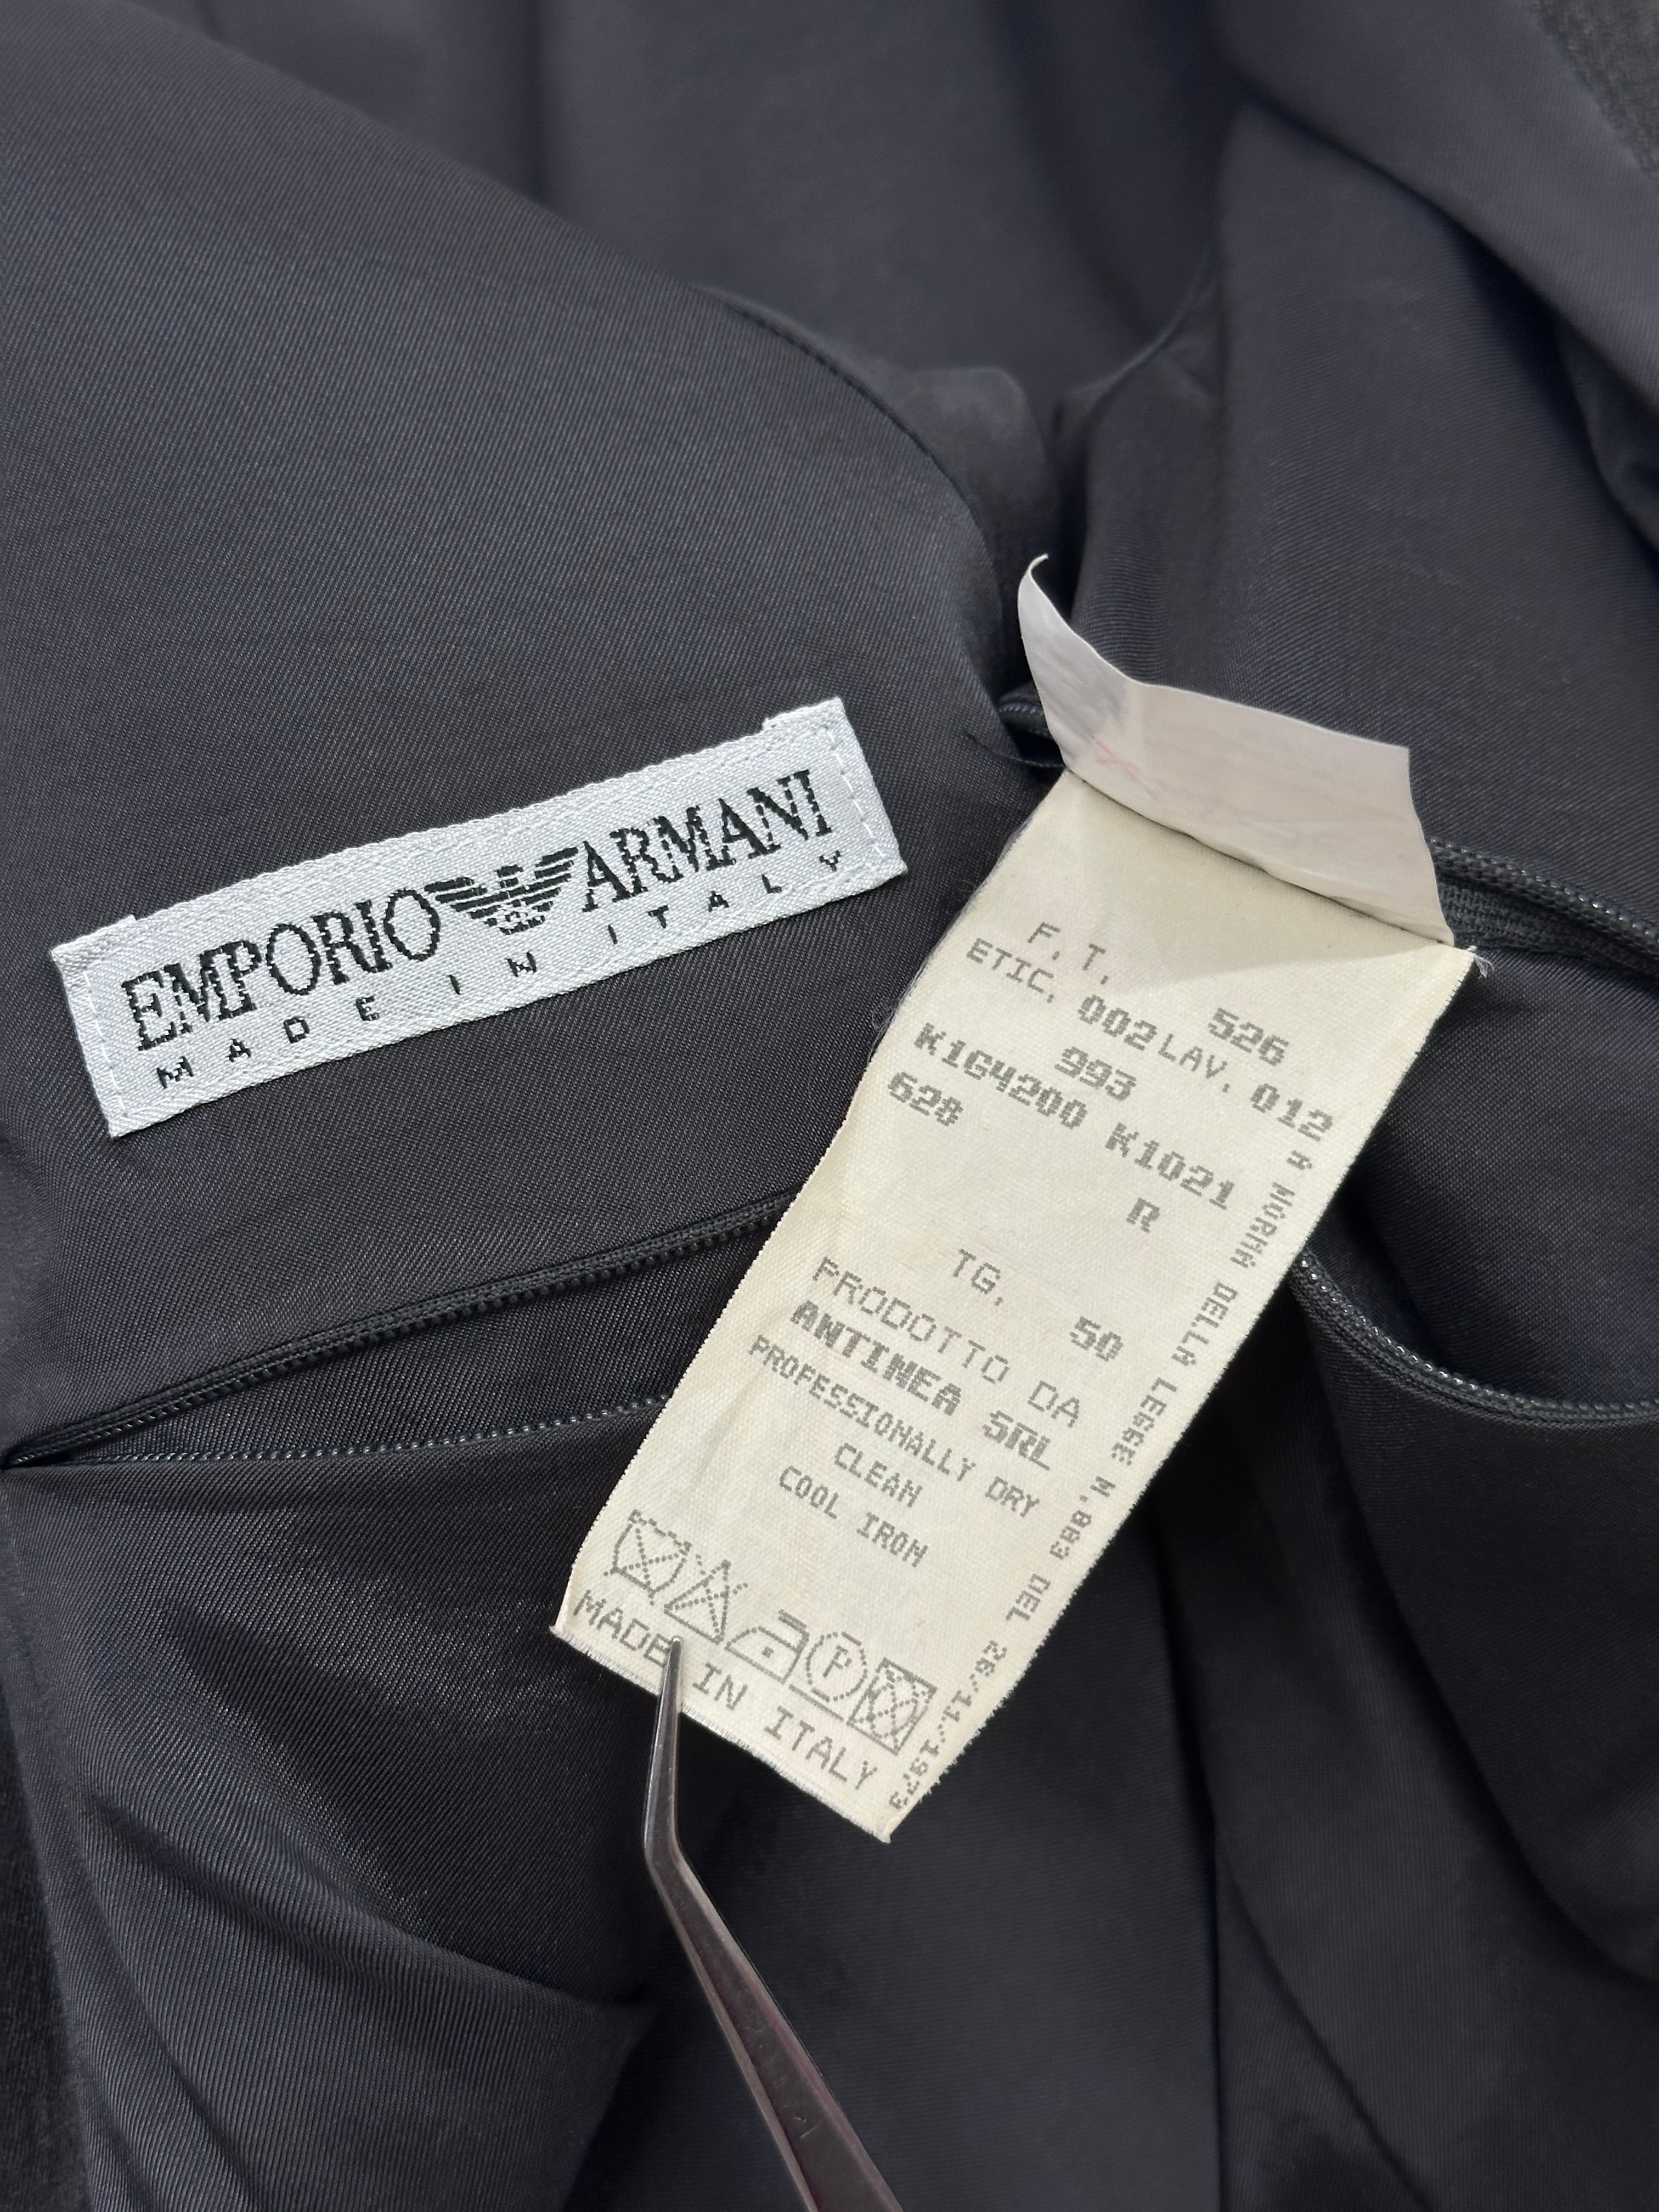 EMPORIO ARMANI
MADE IN ITALY
F.T. 526
ETIC. 002 LAV. 012
993
K1G4200 K1021
628 R
TG. 50
PRODOTTO DA
ANTINEA SRL
PROFESSIONALLY DRY
CLEAN
COOL IRON
P
MADE IN ITALY
A NORMA DELLA LEGGE N.883 DEL 26/11/1973